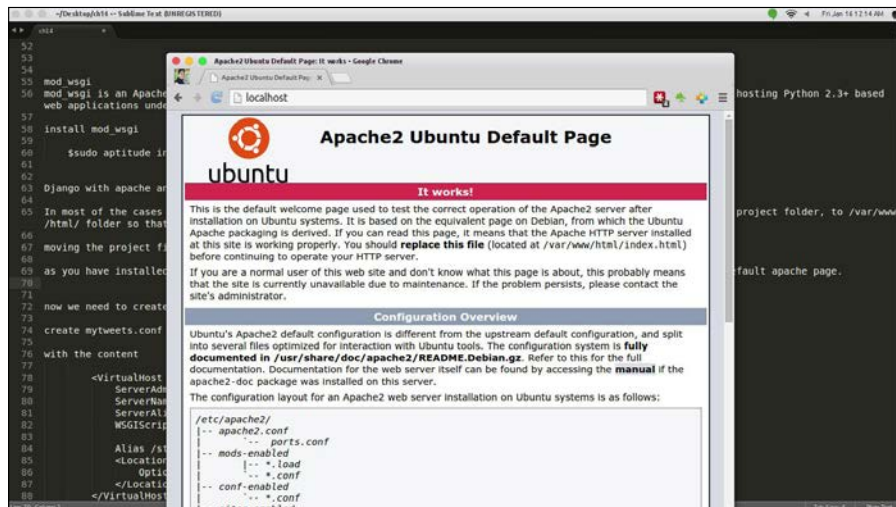 ~/Desktop/ch14 -- Sublime Text (UNREGISTERED)
Fri Jan 16 12:14 AM
ch14
52
53
54
55 mod_wsgi
56 mod_wsgi is an Apache
hosting Python 2.3+ based
web applications unde
57
58 install mod_wsgi
59
60 $sudo aptitude in
61
62
63 Django with apache an
64
65 In most of the cases
project folder, to /var/www
/html/ folder so that
66
67 moving the project fi
68
69 as you have installed
fault apache page.
70
71
72 now we need to create
73
74 create mytweets.conf
75
76 with the content
77
78 <VirtualHost
79 ServerAdm
80 ServerNam
81 ServerAli
82 WSGIScrip
83
84 Alias /st
85 <Location
86 Optio
87 </Locatio
88 </VirtualHost
Apache2 Ubuntu Default Page: It works - Google Chrome
Apache2 Ubuntu Default Pag
localhost
Apache2 Ubuntu Default Page
ubuntu
It works!
This is the default welcome page used to test the correct operation of the Apache2 server after
installation on Ubuntu systems. It is based on the equivalent page on Debian, from which the Ubuntu
Apache packaging is derived. If you can read this page, it means that the Apache HTTP server installed
at this site is working properly. You should replace this file (located at /var/www/html/index.html)
before continuing to operate your HTTP server.
If you are a normal user of this web site and don't know what this page is about, this probably means
that the site is currently unavailable due to maintenance. If the problem persists, please contact the
site's administrator.
Configuration Overview
Ubuntu's Apache2 default configuration is different from the upstream default configuration, and split
into several files optimized for interaction with Ubuntu tools. The configuration system is fully
documented in /usr/share/doc/apache2/README.Debian.gz. Refer to this for the full
documentation. Documentation for the web server itself can be found by accessing the manual if the
apache2-doc package was installed on this server.
The configuration layout for an Apache2 web server installation on Ubuntu systems is as follows:
/etc/apache2/
|-- apache2.conf
| `-- ports.conf
|-- mods-enabled
| |-- *.load
| `-- *.conf
|-- conf-enabled
| `-- *.conf